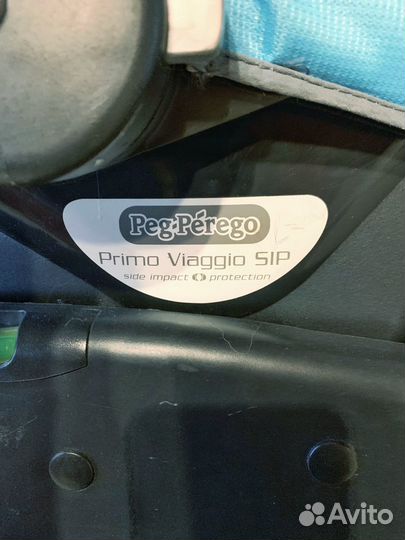 Peg-Pérego
Primo Viaggio SIP
side impact protection
Avito